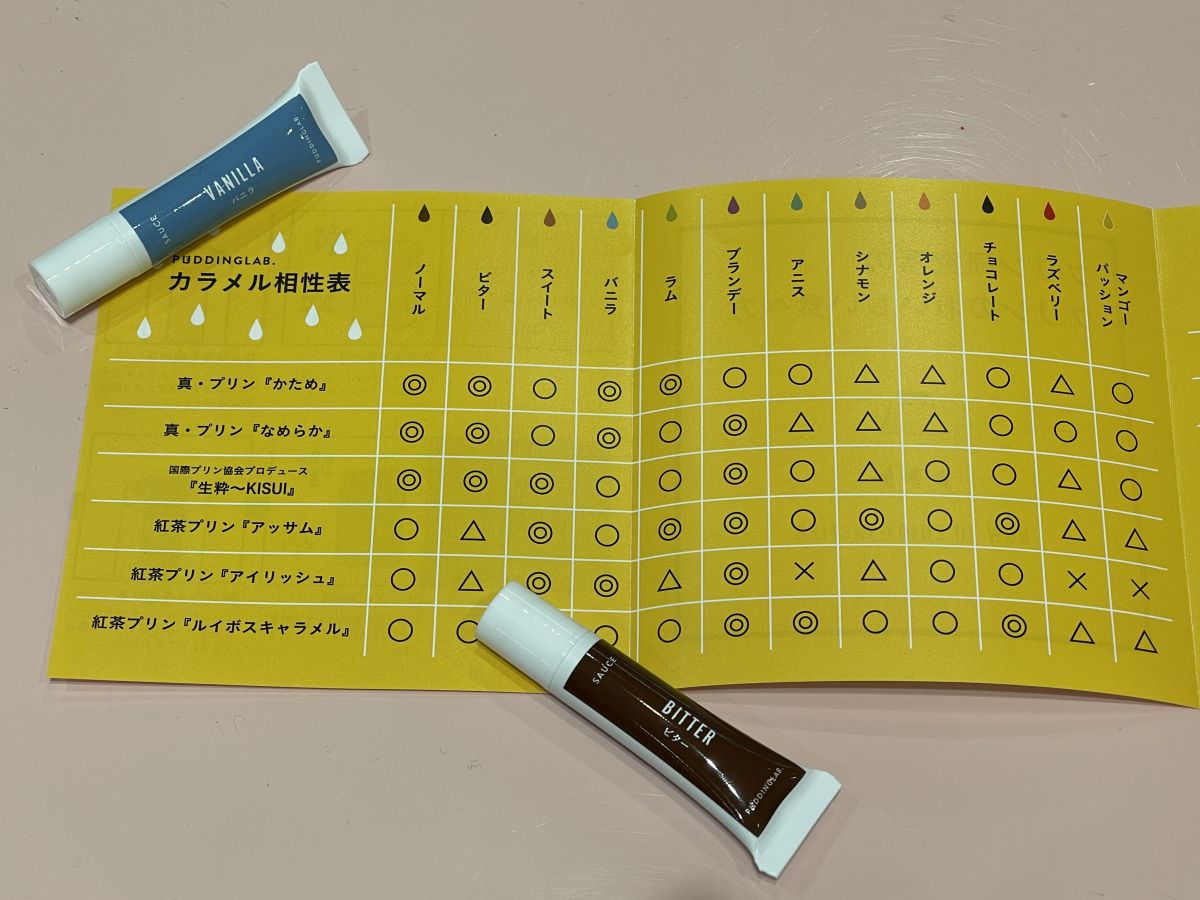 VANILLA
バニラ
SAUCE
PUDDINGLAB.
PUDDINGLAB.
カラメル相性表
ノーマル
ビター
スイート
バニラ
ラム
ブランデー
アニス
シナモン
オレンジ
チョコレート
ラズベリー
マンゴー
パッション
真・プリン『かため』 ◎ ◎ ○ ◎ ◎ ○ ○ △ △ ○ △ ○
真・プリン『なめらか』 ◎ ◎ ○ ◎ ○ ◎ △ △ △ ○ ○ ○
国際プリン協会プロデュース
『生粋〜KISUI』 ◎ ◎ ◎ ○ ○ ◎ ○ △ ○ ○ △ ○
紅茶プリン『アッサム』 ○ △ ◎ ○ ◎ ◎ ○ ◎ ○ ◎ △ △
紅茶プリン『アイリッシュ』 ○ △ ◎ ◎ △ ◎ × △ ○ ○ × ×
紅茶プリン『ルイボスキャラメル』 ○ ○ ○ ○ ◎ ◎ ○ ○ ◎ △ △
SAUCE
BITTER
ビター
PUDDINGLAB.